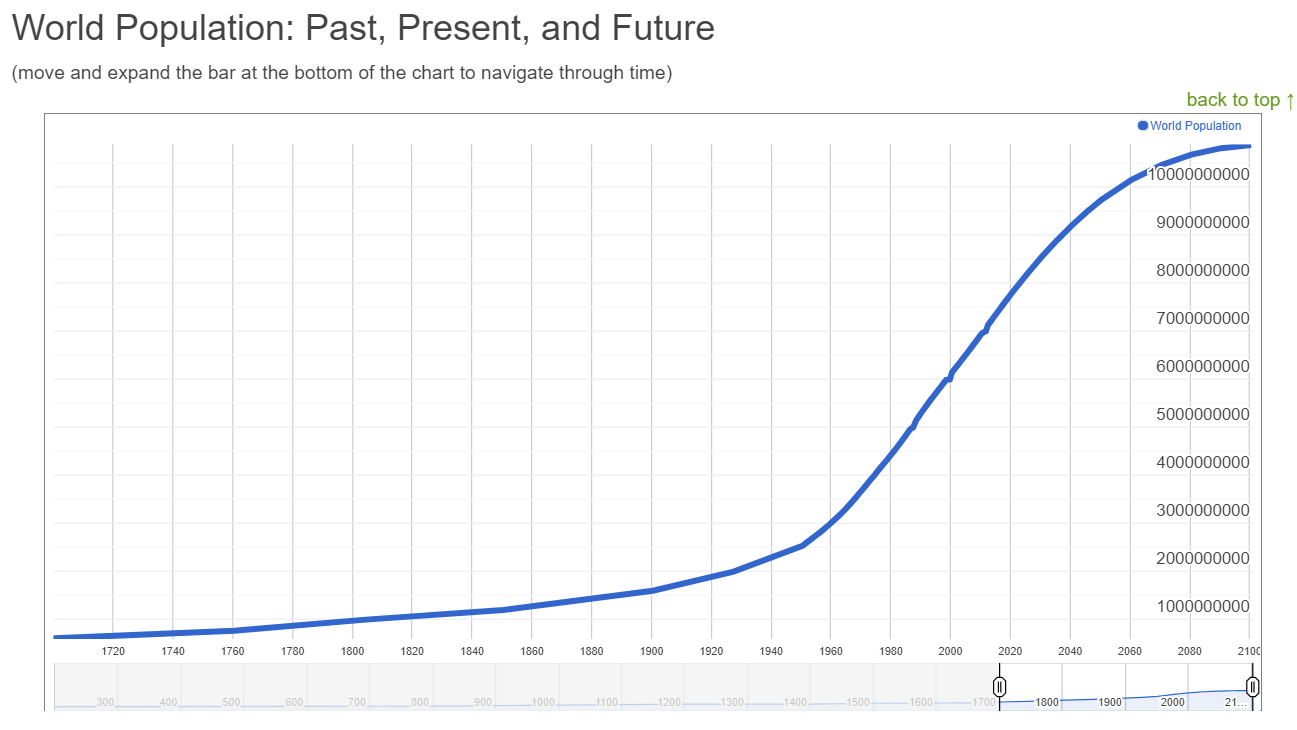 World Population: Past, Present, and Future
(move and expand the bar at the bottom of the chart to navigate through time)
back to top ↑
World Population
10000000000
9000000000
8000000000
7000000000
6000000000
5000000000
4000000000
3000000000
2000000000
1000000000
1720 1740 1760 1780 1800 1820 1840 1860 1880 1900 1920 1940 1960 1980 2000 2020 2040 2060 2080 2100
300 400 500 600 700 800 900 1000 1100 1200 1300 1400 1500 1600 1700 1800 1900 2000 21...